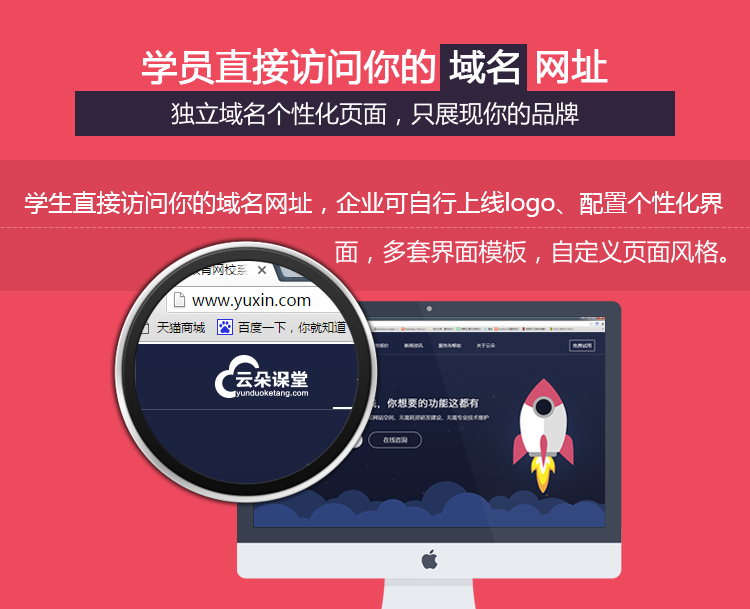 学员直接访问你的 域名 网址
独立域名个性化页面，只展现你的品牌
学生直接访问你的域名网址，企业可自行上线logo、配置个性化界
面，多套界面模板，自定义页面风格。
育网校系
www.yuxin.com
天猫商城 百度一下，你就知道
云朵课堂
yunduoketang.com
新闻资讯 服务&帮助 关于云朵 免费试用
你想要的功能这都有
在线咨询